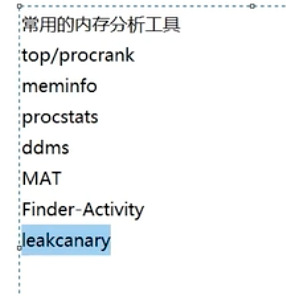 常用的内存分析工具
top/procrank
meminfo
procstats
ddms
MAT
Finder-Activity
leakcanary